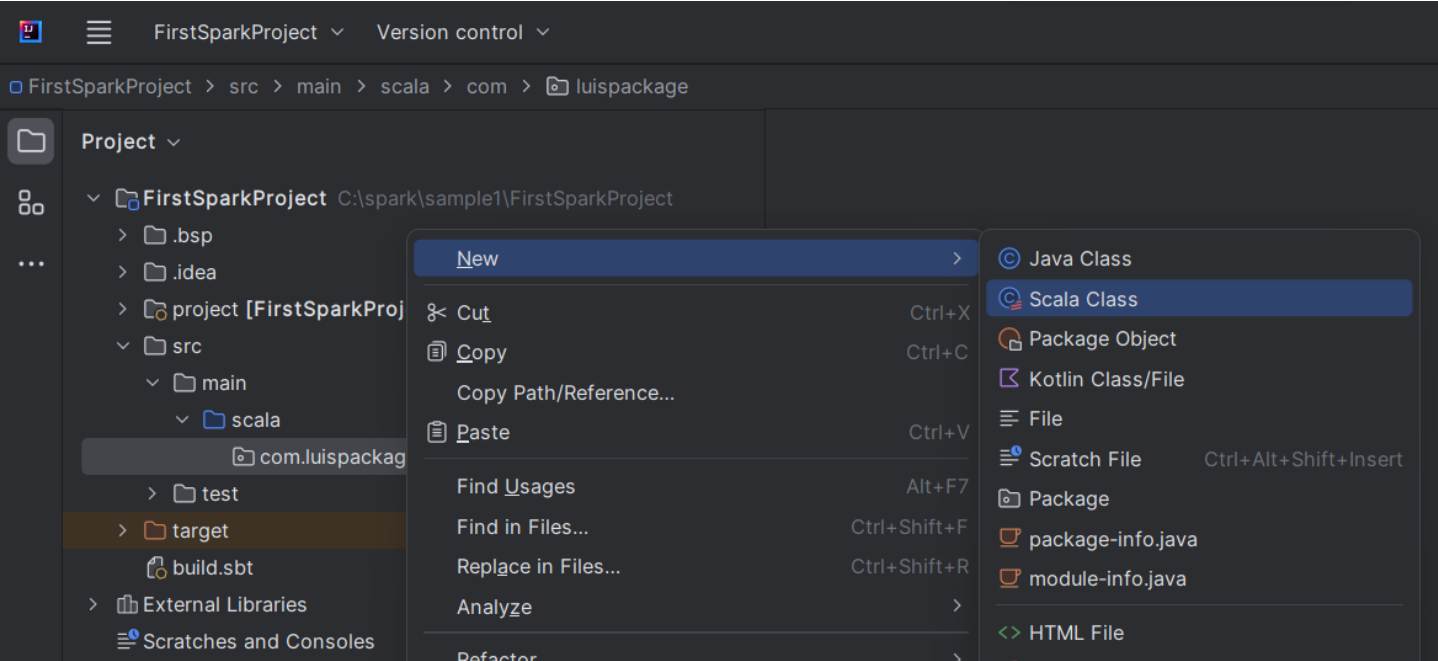 FirstSparkProject Version control
FirstSparkProject > src > main > scala > com > luispackage
Project
FirstSparkProject C:\spark\sample1\FirstSparkProject
.bsp
.idea
project [FirstSparkProj
src
main
scala
com.luispackag
test
target
build.sbt
External Libraries
Scratches and Consoles
New
Cut Ctrl+X
Copy Ctrl+C
Copy Path/Reference...
Paste Ctrl+V
Find Usages Alt+F7
Find in Files... Ctrl+Shift+F
Replace in Files... Ctrl+Shift+R
Analyze
Refactor
Java Class
Scala Class
Package Object
Kotlin Class/File
File
Scratch File Ctrl+Alt+Shift+Insert
Package
package-info.java
module-info.java
HTML File